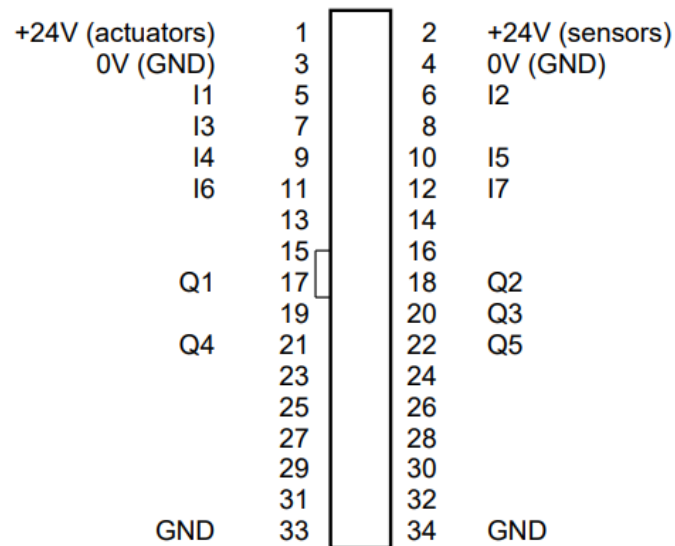 +24V (actuators) 1 2 +24V (sensors)
0V (GND) 3 4 0V (GND)
I1 5 6 I2
I3 7 8
I4 9 10 I5
I6 11 12 I7
13 14
15 16
Q1 17 18 Q2
19 20 Q3
Q4 21 22 Q5
23 24
25 26
27 28
29 30
31 32
GND 33 34 GND